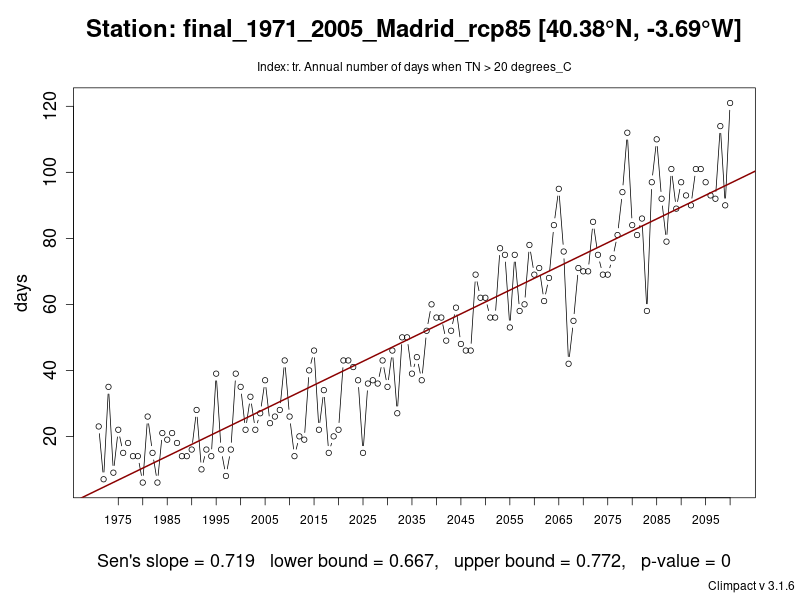 Station: final_1971_2005_Madrid_rcp85 [40.38°N, -3.69°W]
Index: tr. Annual number of days when TN > 20 degrees_C
120
100
80
60
40
20
days
1975 1985 1995 2005 2015 2025 2035 2045 2055 2065 2075 2085 2095
Sen's slope = 0.719 lower bound = 0.667, upper bound = 0.772, p-value = 0
Climpact v 3.1.6